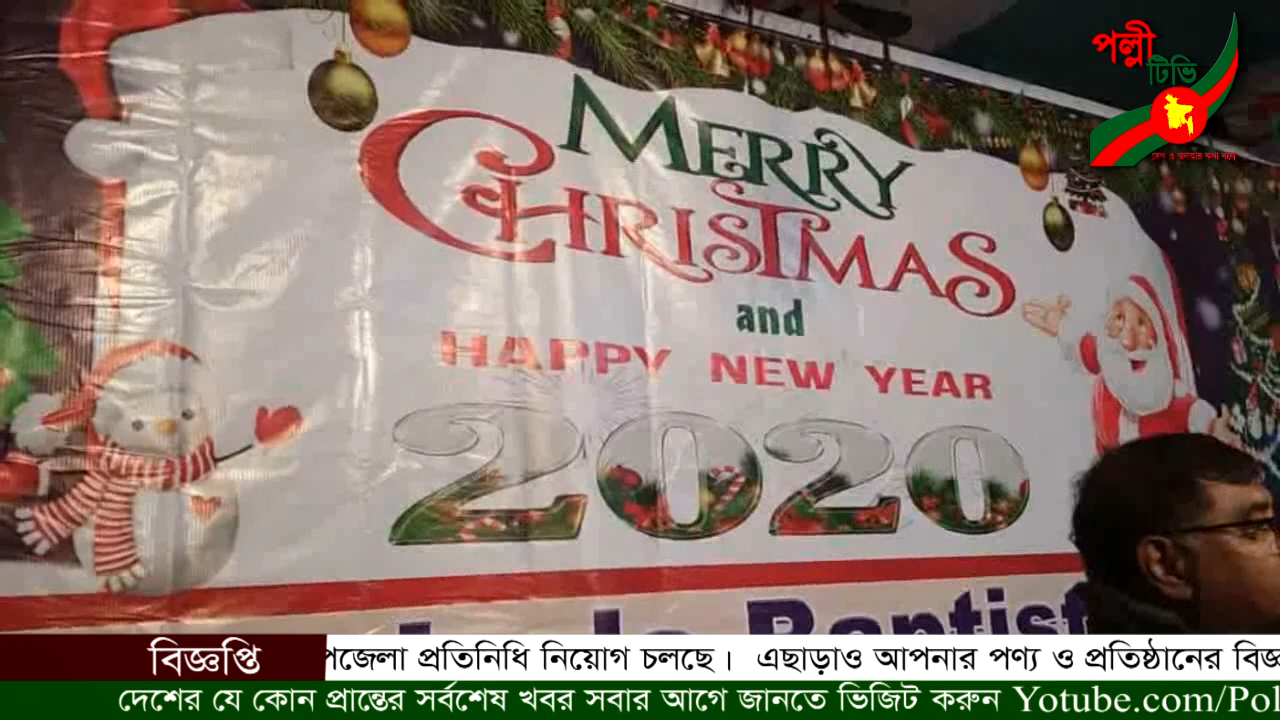 পল্লী
টিভি
MERRY
CHRISTMAS
and
HAPPY NEW YEAR
2020
Baptist
বিজ্ঞপ্তি
পজেলা প্রতিনিধি নিয়োগ চলছে। এছাড়াও আপনার পণ্য ও প্রতিষ্ঠানের বিজ্ঞ
দেশের যে কোন প্রান্তের সর্বশেষ খবর সবার আগে জানতে ভিজিট করুন Yotube.com/Pol